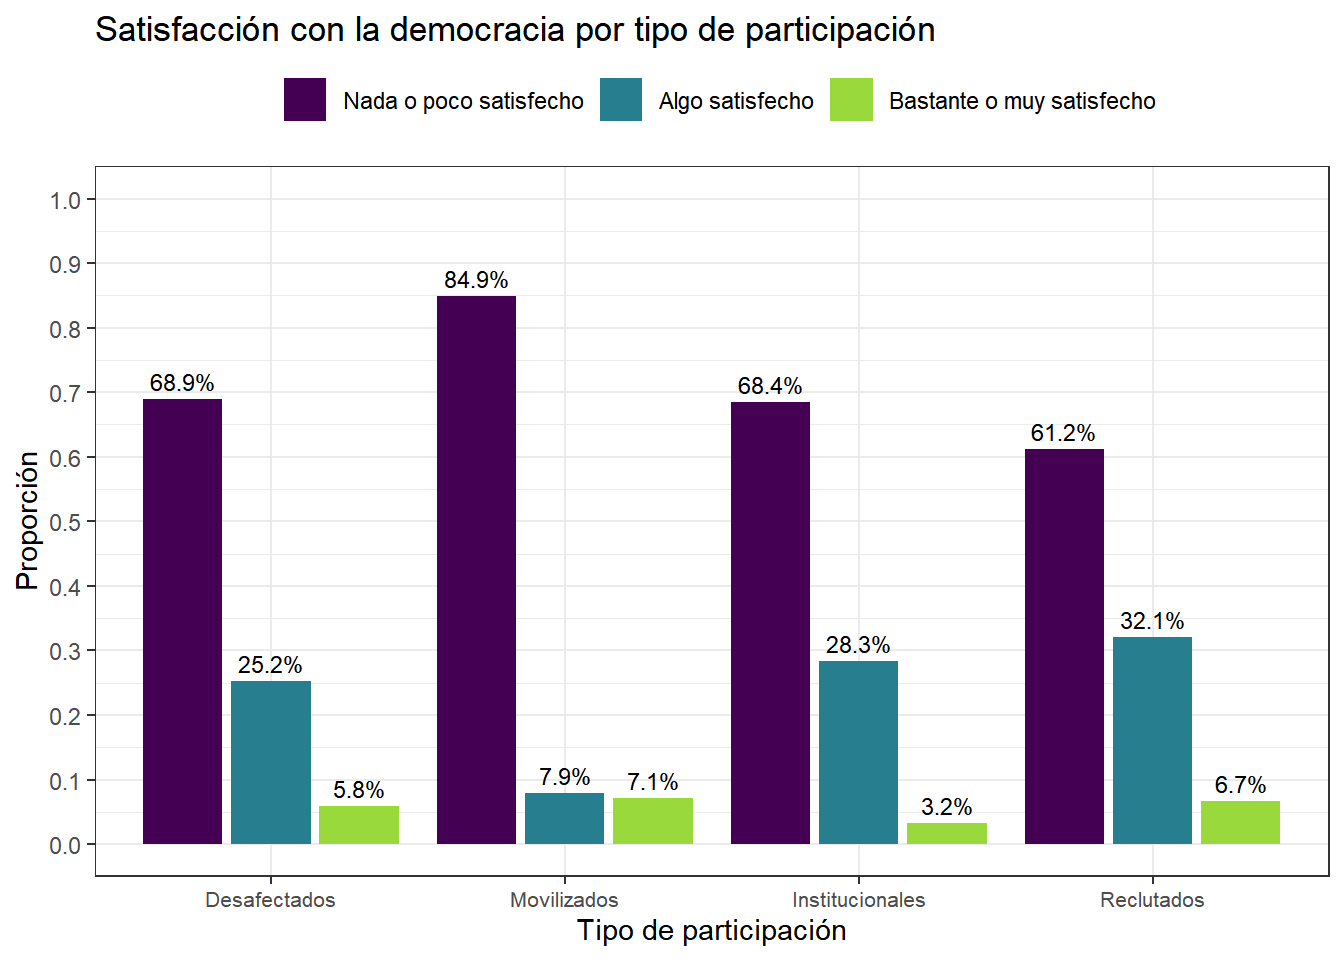 Satisfacción con la democracia por tipo de participación
Nada o poco satisfecho Algo satisfecho Bastante o muy satisfecho
Proporción
1.0
0.9
0.8
0.7
0.6
0.5
0.4
0.3
0.2
0.1
0.0
68.9% 25.2% 5.8%
84.9% 7.9% 7.1%
68.4% 28.3% 3.2%
61.2% 32.1% 6.7%
Desafectados Movilizados Institucionales Reclutados
Tipo de participación